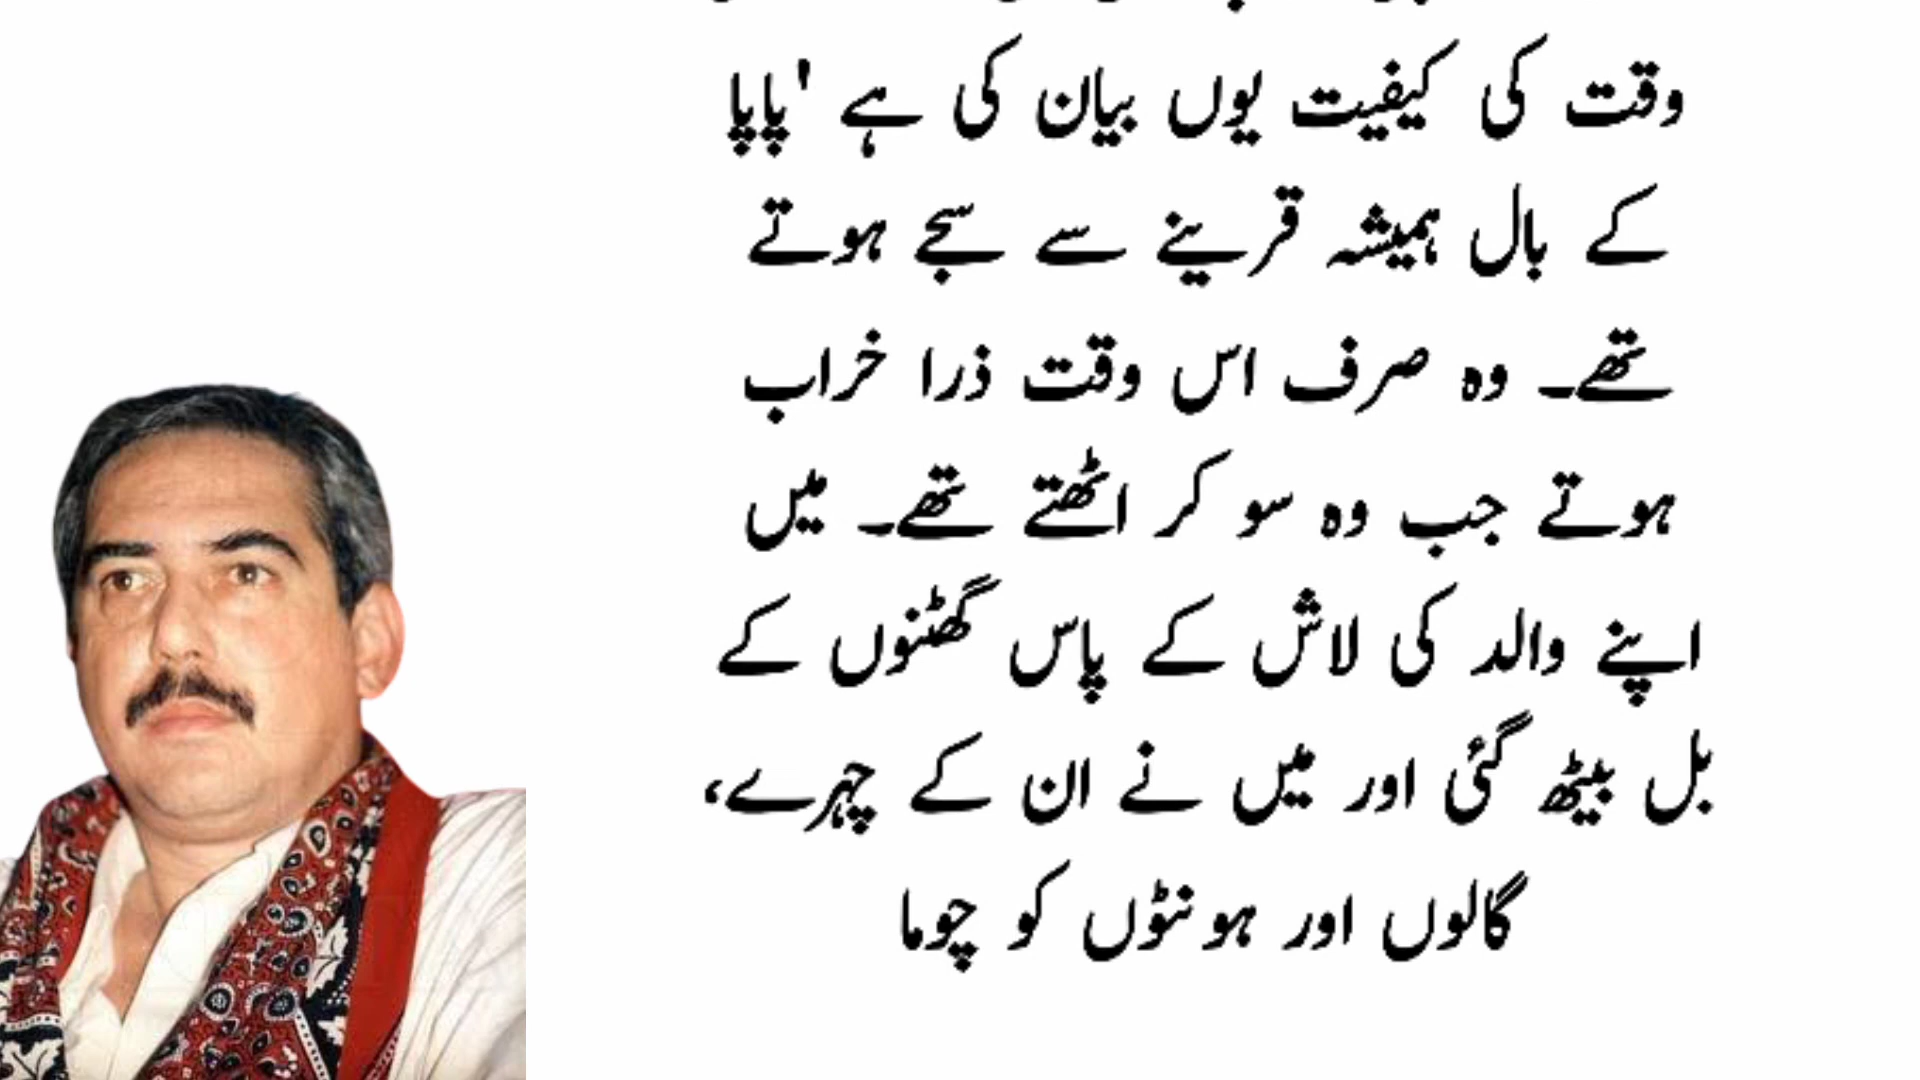 وقت کی کیفیت یوں بیان کی ہے 'پاپا
کے بال ہمیشہ قرینے سے سجے ہوتے
تھے۔ وہ صرف اس وقت ذرا خراب
ہوتے جب وہ سو کر اٹھتے تھے۔ میں
اپنے والد کی لاش کے پاس گھٹنوں کے
بل بیٹھ گئی اور میں نے ان کے چہرے،
گالوں اور ہونٹوں کو چوما